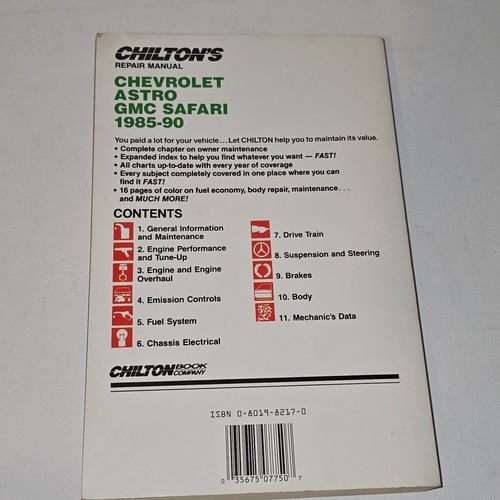 CHILTON'S
REPAIR MANUAL
CHEVROLET
ASTRO
GMC SAFARI
1985-90
You paid a lot for your vehicle...Let CHILTON help you to maintain its value.
• Complete chapter on owner maintenance
• Expanded index to help you find whatever you want — FAST!
• All charts up-to-date with every year of coverage
• Every subject completely covered in one place where you can
find it FAST!
• 16 pages of color on fuel economy, body repair, maintenance...
and MUCH MORE!
CONTENTS
1. General Information
and Maintenance
2. Engine Performance
and Tune-Up
3. Engine and Engine
Overhaul
4. Emission Controls
5. Fuel System
6. Chassis Electrical
7. Drive Train
8. Suspension and Steering
9. Brakes
10. Body
11. Mechanic's Data
CHILTON BOOK
COMPANY
ISBN 0-8019-8217-0
0 35675 07750 7